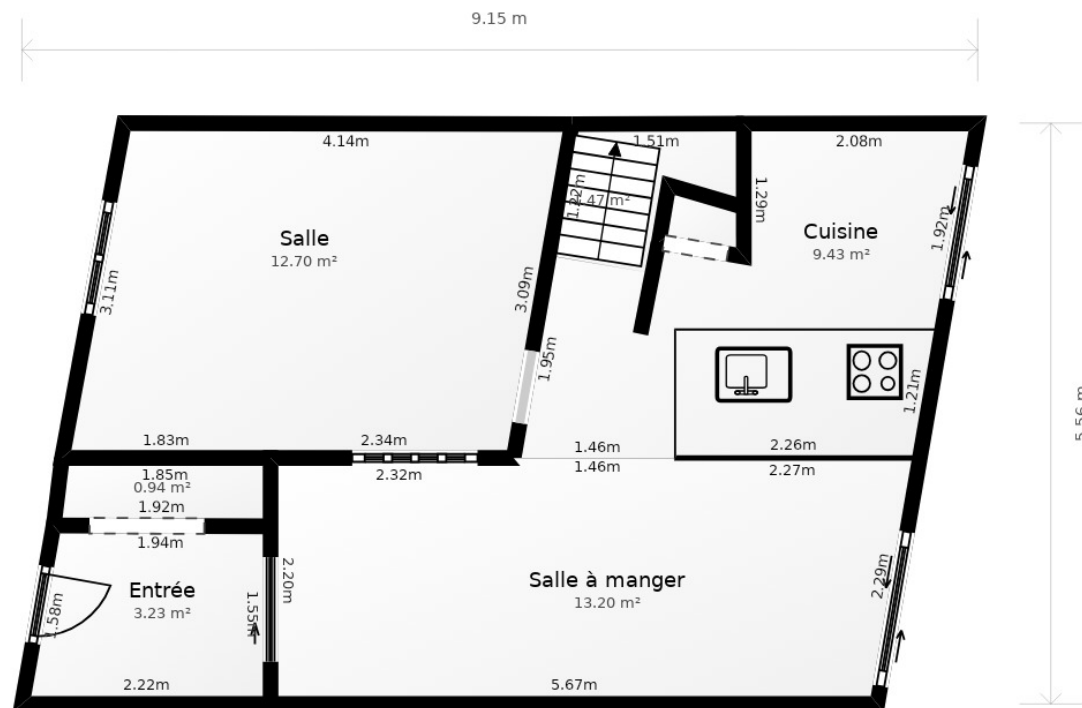 9.15 m
4.14m
1.51m
2.08m
1.22m
.47 m²
1.29m
Salle
12.70 m²
Cuisine
9.43 m²
1.92m
3.11m
3.09m
1.95m
1.21m
5.56 m
1.83m
2.34m
1.46m
2.26m
1.85m
0.94 m²
2.32m
1.46m
2.27m
1.92m
1.94m
Entrée
3.23 m²
1.58m
1.55m
2.20m
Salle à manger
13.20 m²
2.29m
2.22m
5.67m